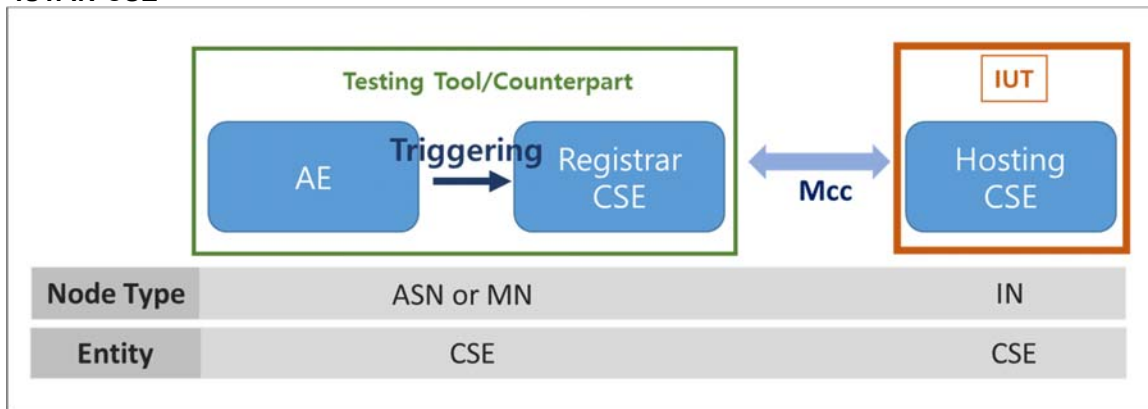 Testing Tool/Counterpart
IUT
AE
Triggering
Registrar
CSE
Mcc
Hosting
CSE
Node Type
ASN or MN
IN
Entity
CSE
CSE